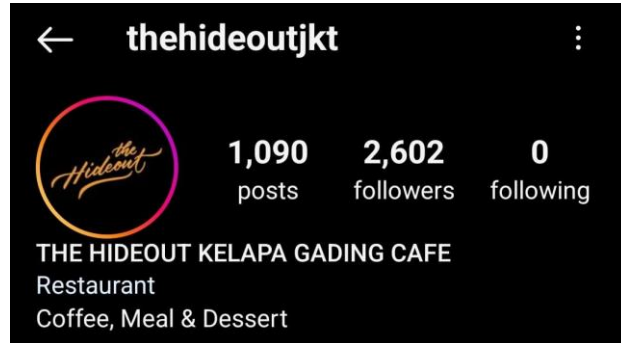 thehideoutjkt
the
Hideout
1,090 2,602 0
posts followers following
THE HIDEOUT KELAPA GADING CAFE
Restaurant
Coffee, Meal & Dessert